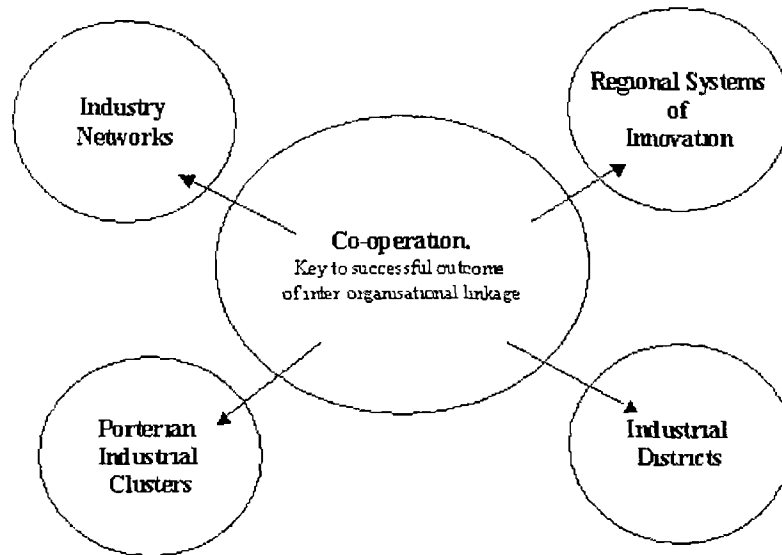 Industry
Networks
Regional Systems
of
Innovation
Co-operation.
Key to successful outcome
of inter organisational linkage
Porterian
Industrial
Clusters
Industrial
Districts